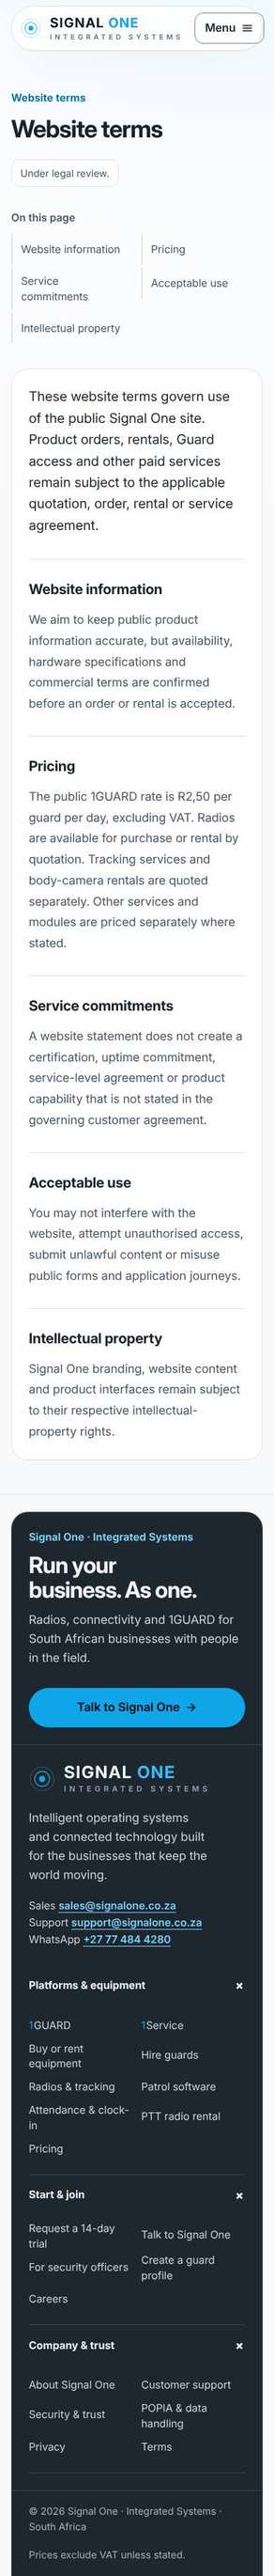 SIGNAL ONE
INTEGRATED SYSTEMS
Menu
Website terms
Website terms
Under legal review.
On this page
Website information
Pricing
Service
commitments
Acceptable use
Intellectual property
These website terms govern use
of the public Signal One site.
Product orders, rentals, Guard
access and other paid services
remain subject to the applicable
quotation, order, rental or service
agreement.
Website information
We aim to keep public product
information accurate, but availability,
hardware specifications and
commercial terms are confirmed
before an order or rental is accepted.
Pricing
The public 1GUARD rate is R2,50 per
guard per day, excluding VAT. Radios
are available for purchase or rental by
quotation. Tracking services and
body-camera rentals are quoted
separately. Other services and
modules are priced separately where
stated.
Service commitments
A website statement does not create a
certification, uptime commitment,
service-level agreement or product
capability that is not stated in the
governing customer agreement.
Acceptable use
You may not interfere with the
website, attempt unauthorised access,
submit unlawful content or misuse
public forms and application journeys.
Intellectual property
Signal One branding, website content
and product interfaces remain subject
to their respective intellectual-
property rights.
Signal One · Integrated Systems
Run your
business. As one.
Radios, connectivity and 1GUARD for
South African businesses with people
in the field.
Talk to Signal One →
SIGNAL ONE
INTEGRATED SYSTEMS
Intelligent operating systems
and connected technology built
for the businesses that keep the
world moving.
Sales sales@signalone.co.za
Support support@signalone.co.za
WhatsApp +27 77 484 4280
Platforms & equipment ×
1GUARD
1Service
Buy or rent
equipment
Hire guards
Radios & tracking
Patrol software
Attendance & clock-
in
PTT radio rental
Pricing
Start & join ×
Request a 14-day
trial
Talk to Signal One
For security officers
Create a guard
profile
Careers
Company & trust ×
About Signal One
Customer support
Security & trust
POPIA & data
handling
Privacy
Terms
© 2026 Signal One · Integrated Systems ·
South Africa
Prices exclude VAT unless stated.